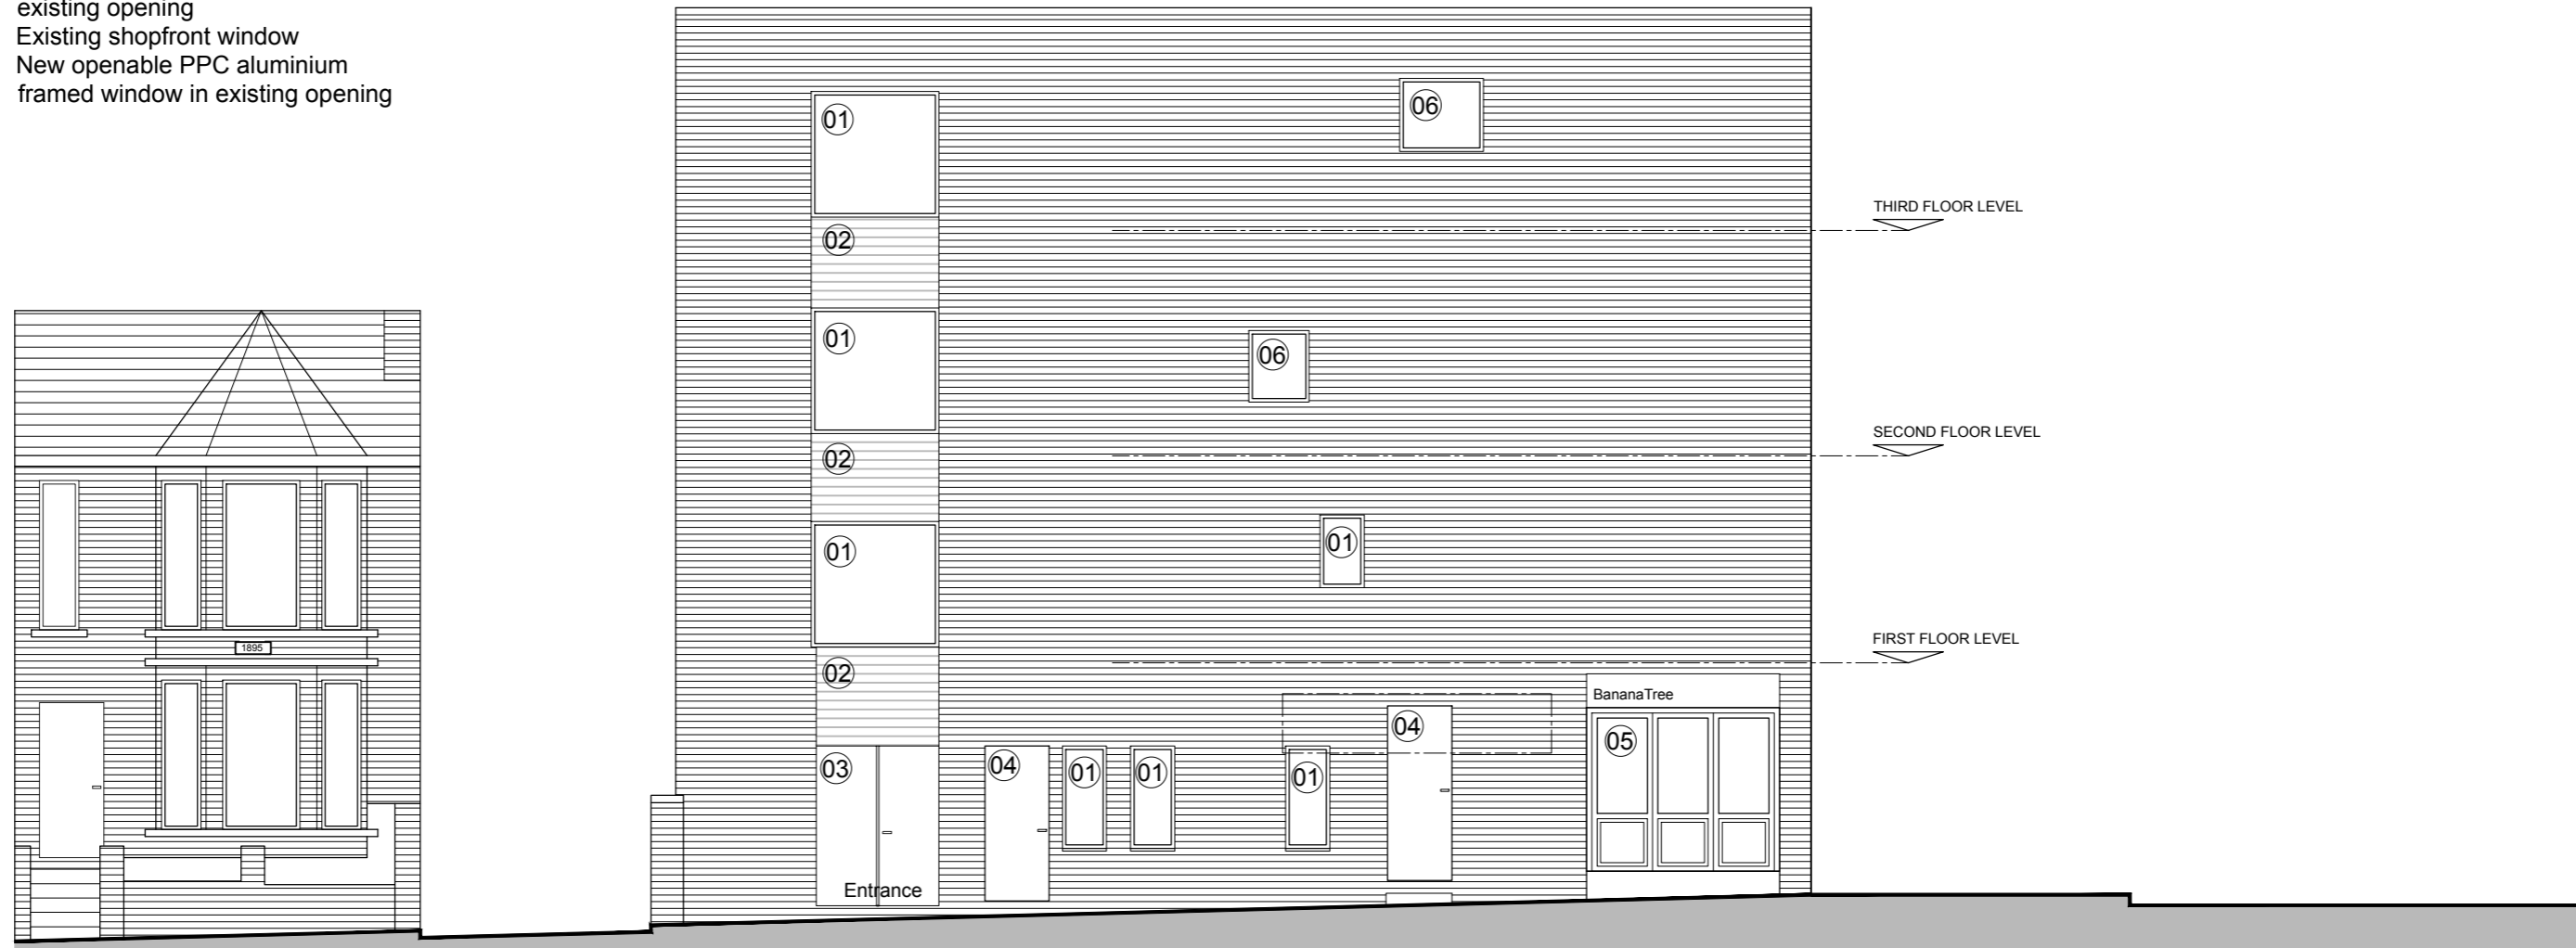 existing opening
Existing shopfront window
New openable PPC aluminium
framed window in existing opening
01
06
THIRD FLOOR LEVEL
02
01
06
SECOND FLOOR LEVEL
02
01
01
FIRST FLOOR LEVEL
1895
02
BananaTree
04
05
03
04
01
01
01
Entrance